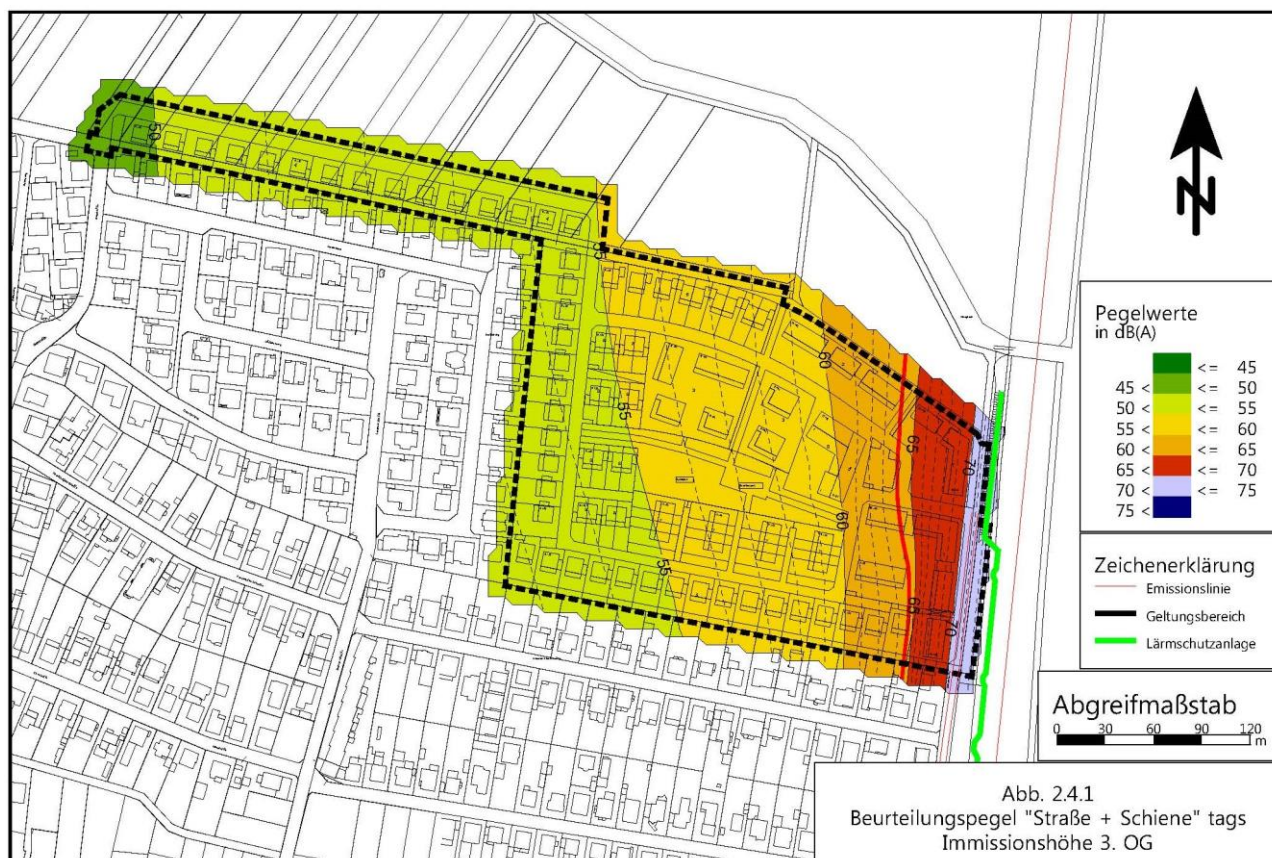 N
50
55
55
55
60
60
65
65
70
70
Pegelwerte
in dB(A)
<= 45
45 < <= 50
50 < <= 55
55 < <= 60
60 < <= 65
65 < <= 70
70 < <= 75
75 <
Zeichenerklärung
Emissionslinie
Geltungsbereich
Lärmschutzanlage
Abgreifmaßstab
0 30 60 90 120
m
Abb. 2.4.1
Beurteilungspegel "Straße + Schiene" tags
Immissionshöhe 3. OG